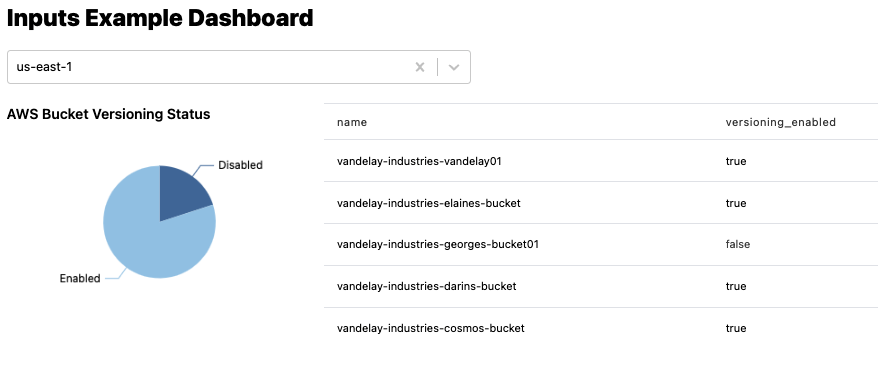 Inputs Example Dashboard
us-east-1
AWS Bucket Versioning Status
Disabled
Enabled
name versioning_enabled
vandelay-industries-vandelay01 true
vandelay-industries-elaines-bucket true
vandelay-industries-georges-bucket01 false
vandelay-industries-darins-bucket true
vandelay-industries-cosmos-bucket true